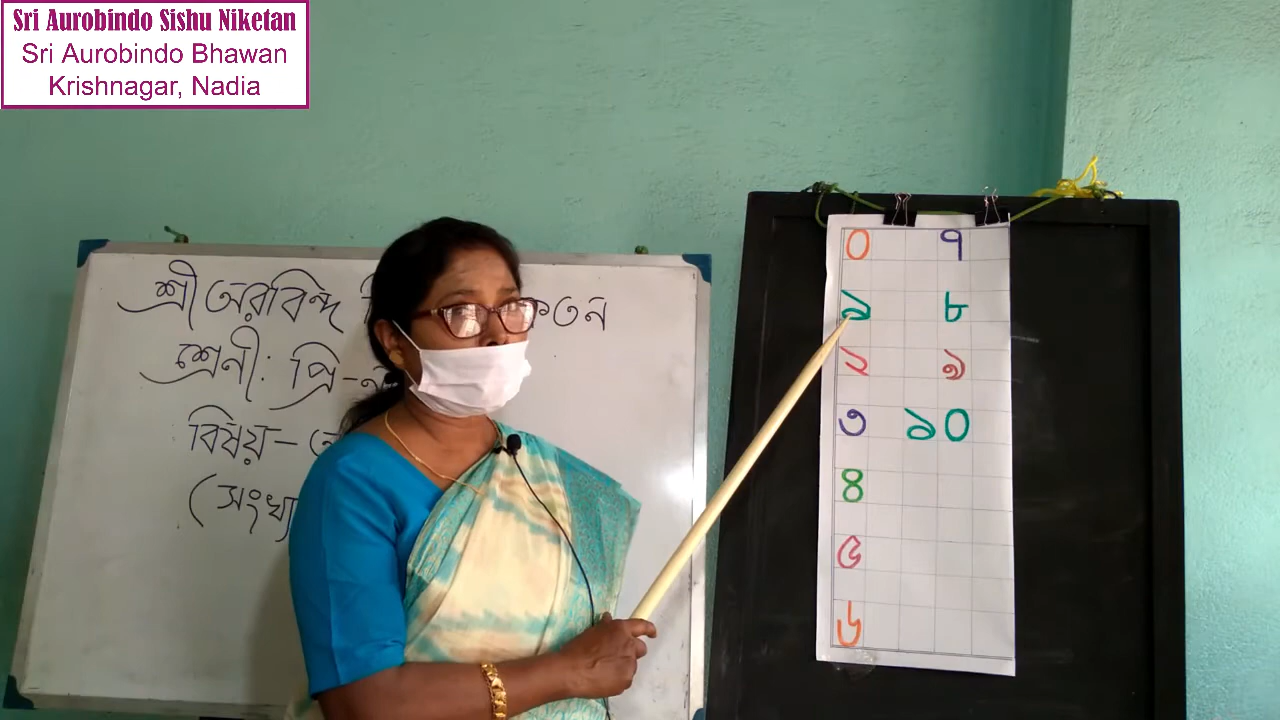 Sri Aurobindo Sishu Niketan
Sri Aurobindo Bhawan
Krishnagar, Nadia
শ্রী অরবিন্দ
শ্রেনী: প্রি-
বিষয়-
(সংখ্যা
০ ৭
১ ৮
২ ৯
৩ ১০
৪
৫
৬